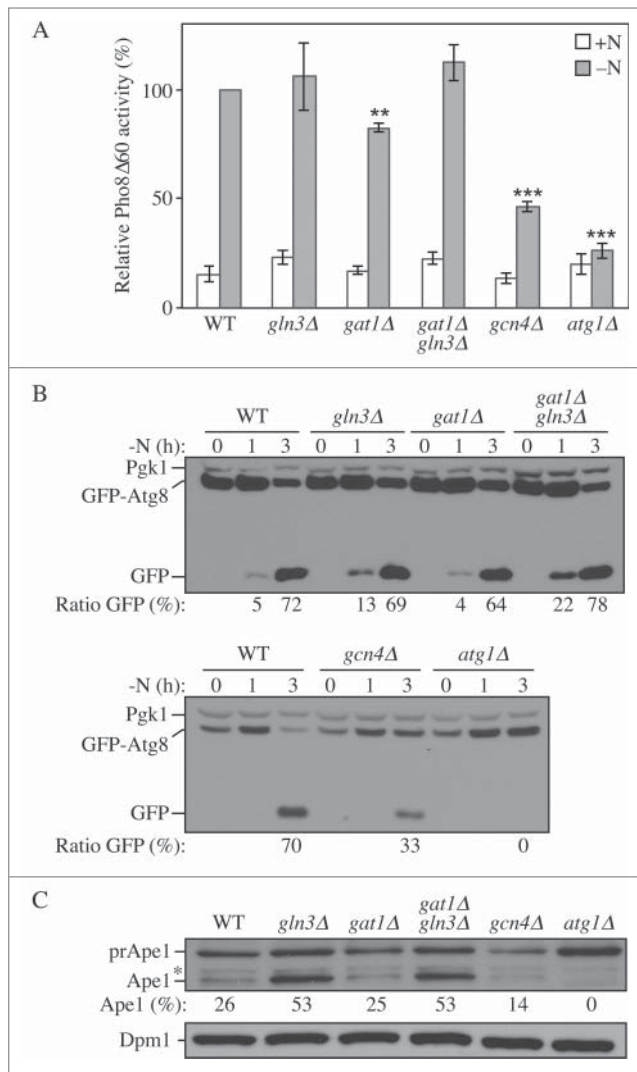 A
Relative Pho8Δ60 activity (%)
100
50
0
+N
–N
**
***
***
WT
gln3Δ
gat1Δ
gat1Δ
gln3Δ
gcn4Δ
atg1Δ
B
WT
gln3Δ
gat1Δ
gat1Δ
gln3Δ
-N (h): 0 1 3 0 1 3 0 1 3 0 1 3
Pgk1
GFP-Atg8
GFP
Ratio GFP (%): 5 72 13 69 4 64 22 78
WT
gcn4Δ
atg1Δ
-N (h): 0 1 3 0 1 3 0 1 3
Pgk1
GFP-Atg8
GFP
Ratio GFP (%): 70 33 0
C
WT
gln3Δ
gat1Δ
gat1Δ
gln3Δ
gcn4Δ
atg1Δ
prApe1
*
Ape1
Ape1 (%): 26 53 25 53 14 0
Dpm1